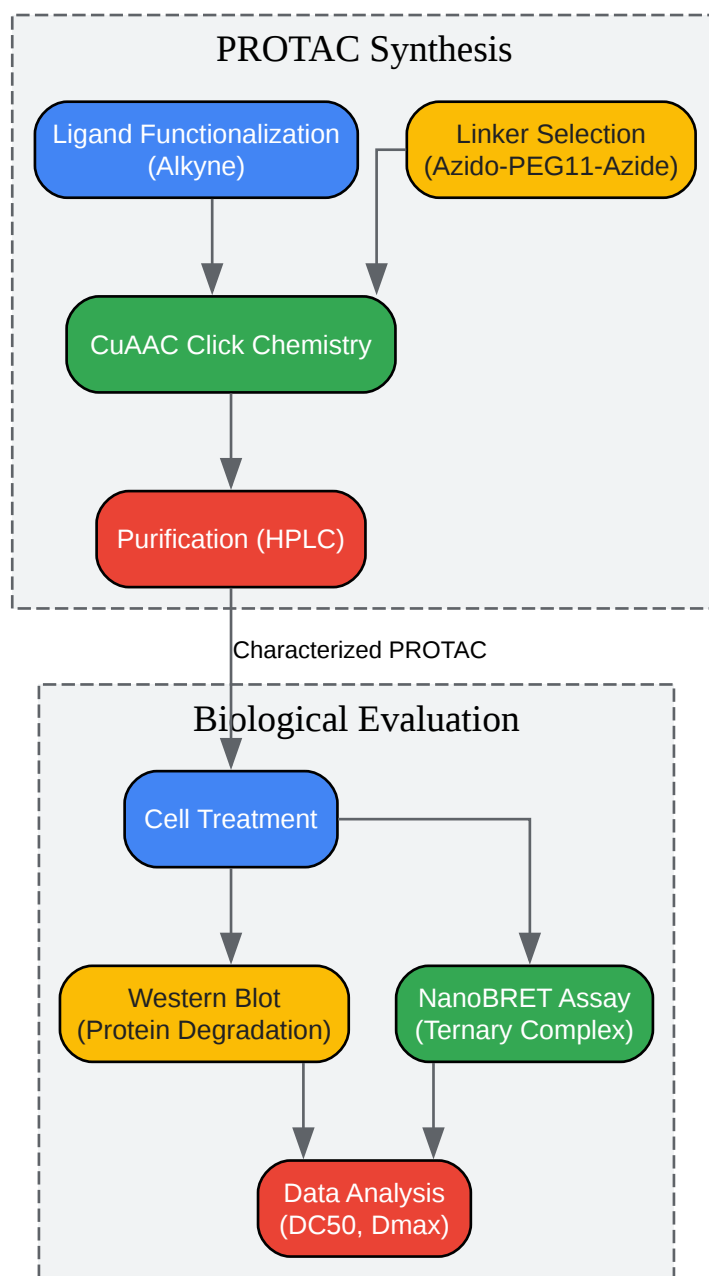 PROTAC Synthesis
Ligand Functionalization
(Alkyne)
Linker Selection
(Azido-PEG11-Azide)
CuAAC Click Chemistry
Purification (HPLC)
Characterized PROTAC
Biological Evaluation
Cell Treatment
Western Blot
(Protein Degradation)
NanoBRET Assay
(Ternary Complex)
Data Analysis
(DC50, Dmax)